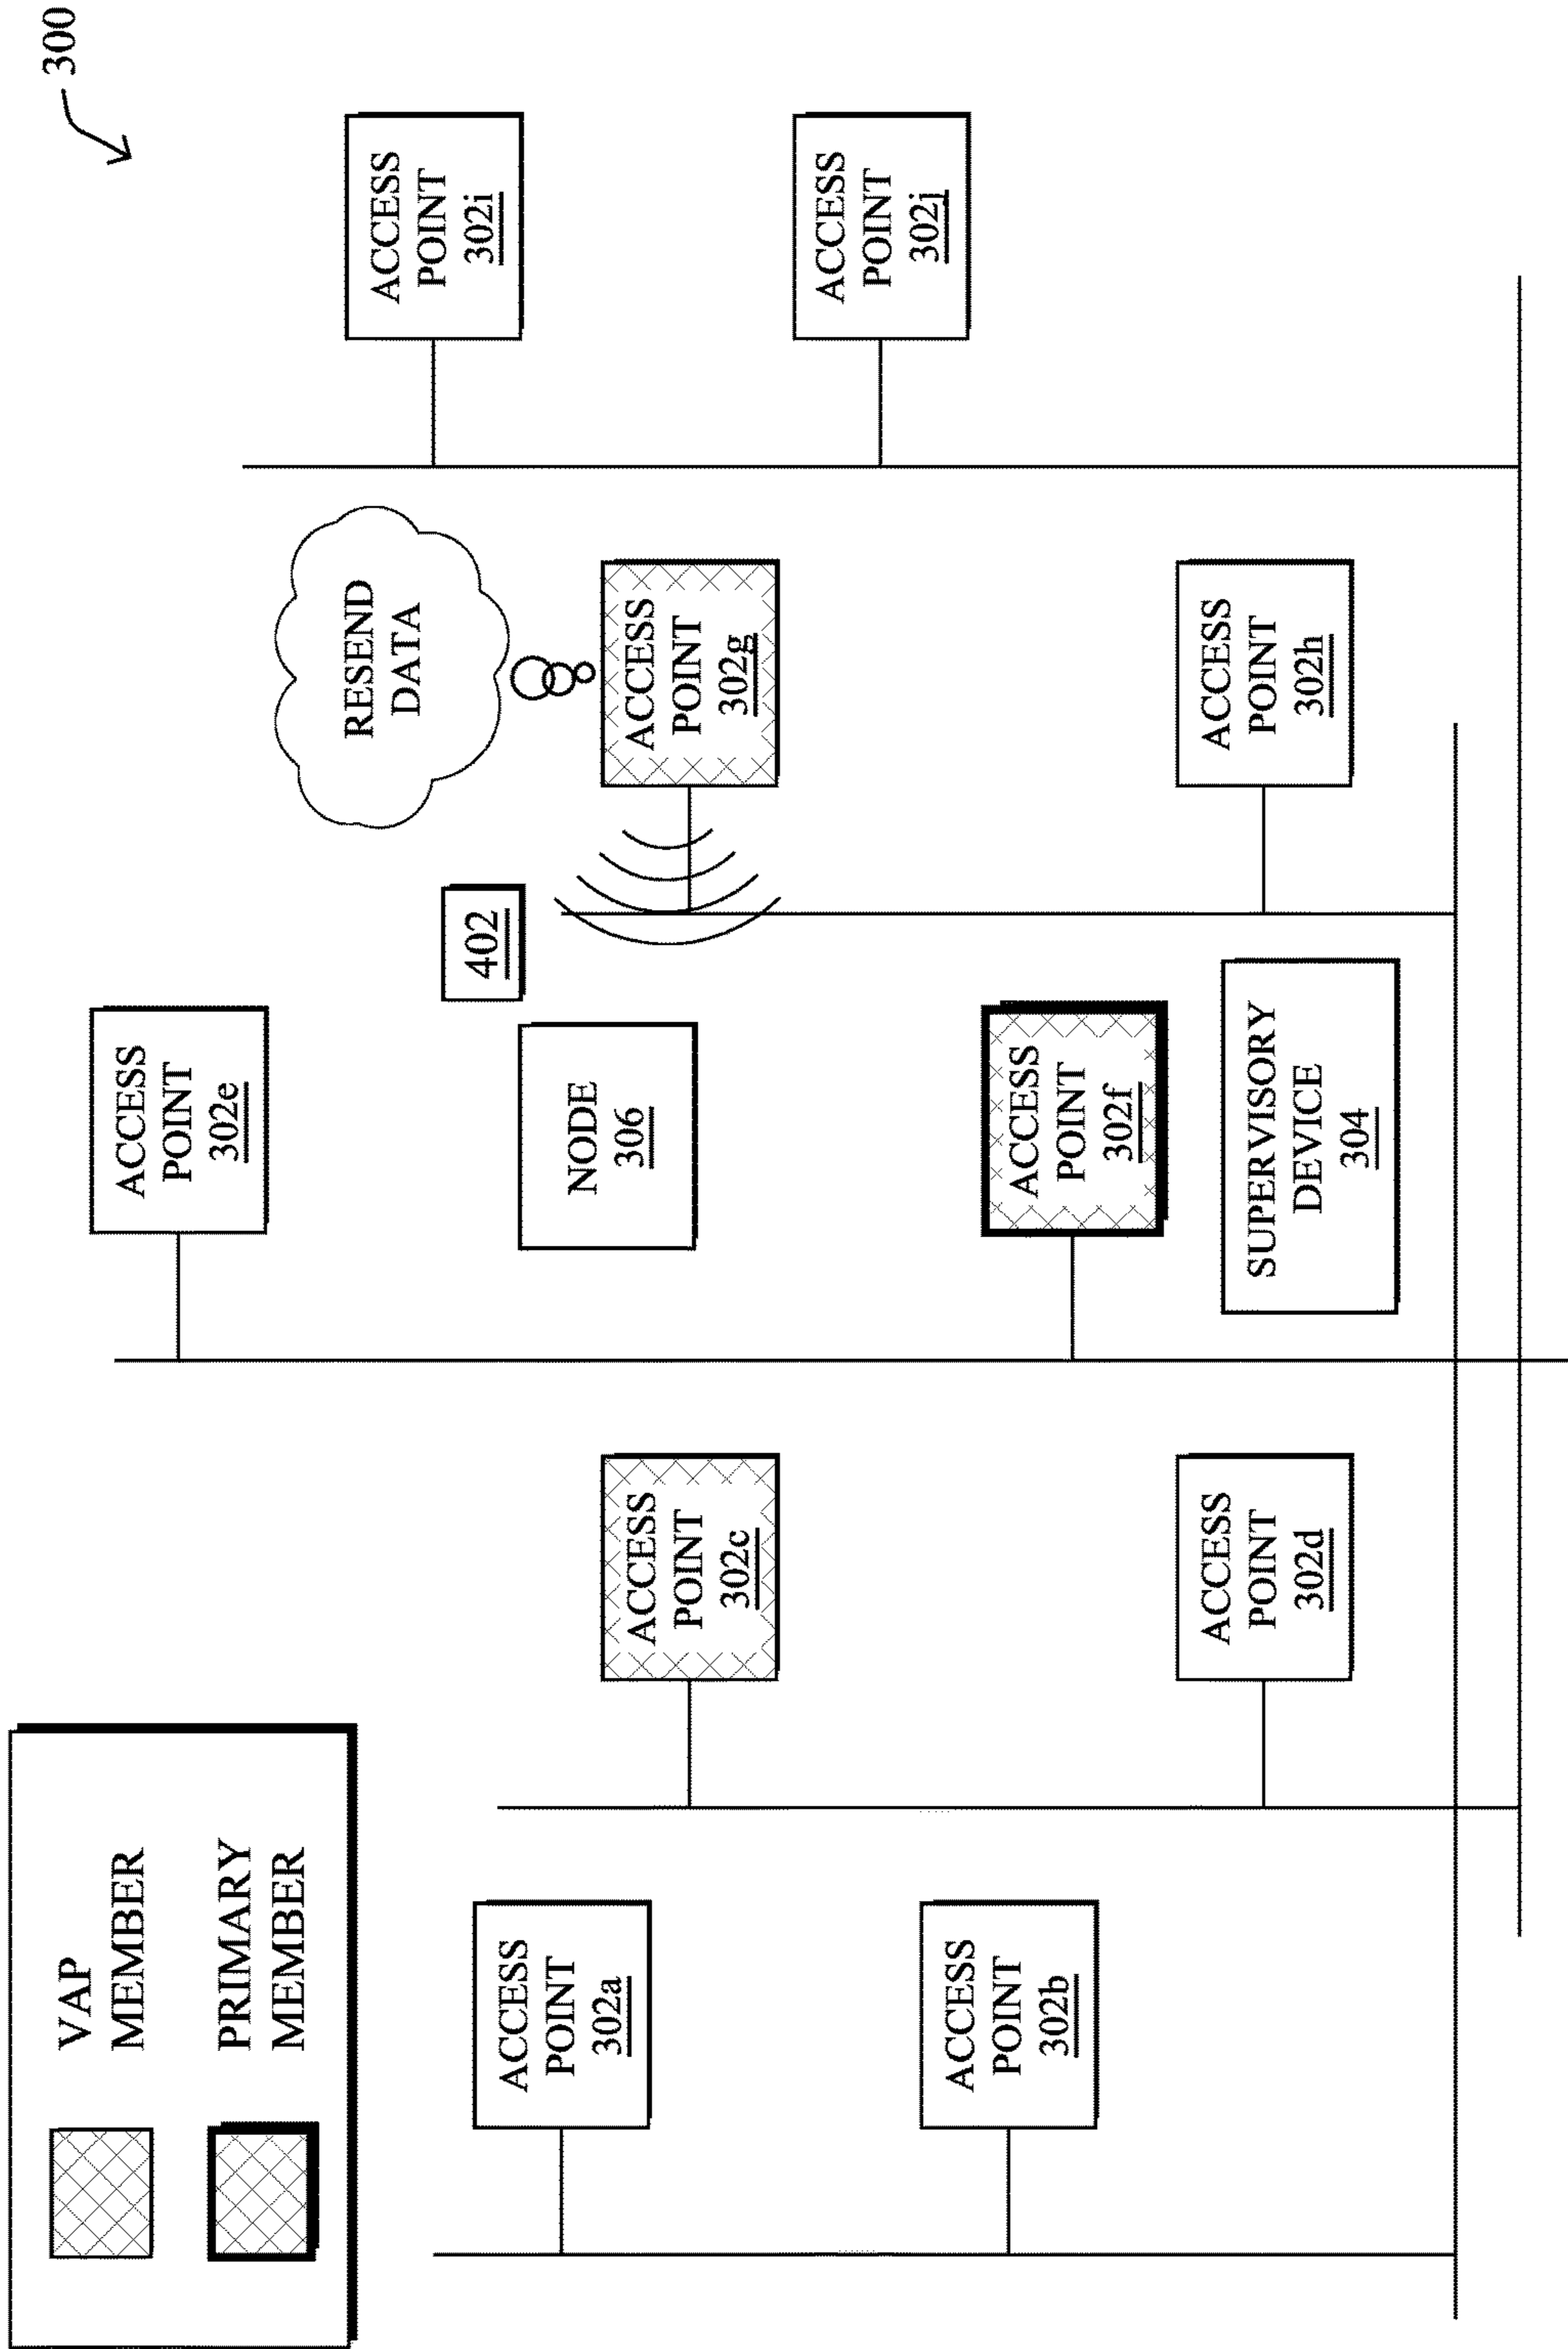 300
VAP
MEMBER
PRIMARY
MEMBER
ACCESS
POINT
302e
ACCESS
POINT
302i
RESEND
DATA
402
NODE
306
ACCESS
POINT
302a
ACCESS
POINT
302c
ACCESS
POINT
302g
ACCESS
POINT
302j
ACCESS
POINT
302b
ACCESS
POINT
302f
ACCESS
POINT
302d
SUPERVISORY
DEVICE
304
ACCESS
POINT
302h